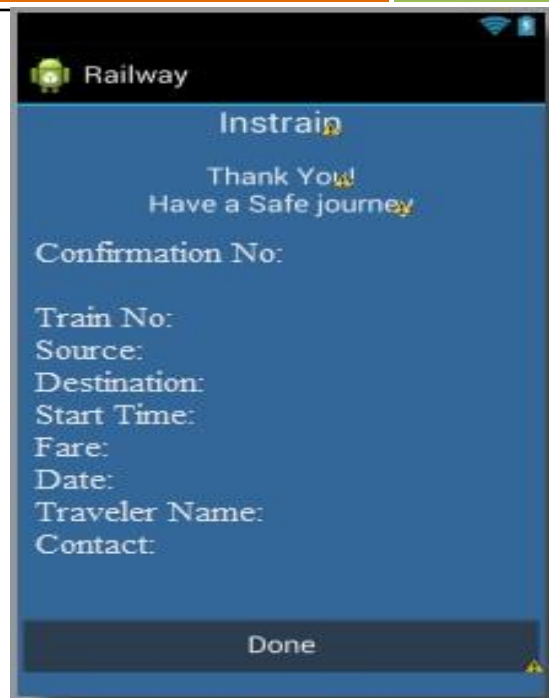 Railway
Instrain
Thank You!
Have a Safe journey
Confirmation No:
Train No:
Source:
Destination:
Start Time:
Fare:
Date:
Traveler Name:
Contact:
Done